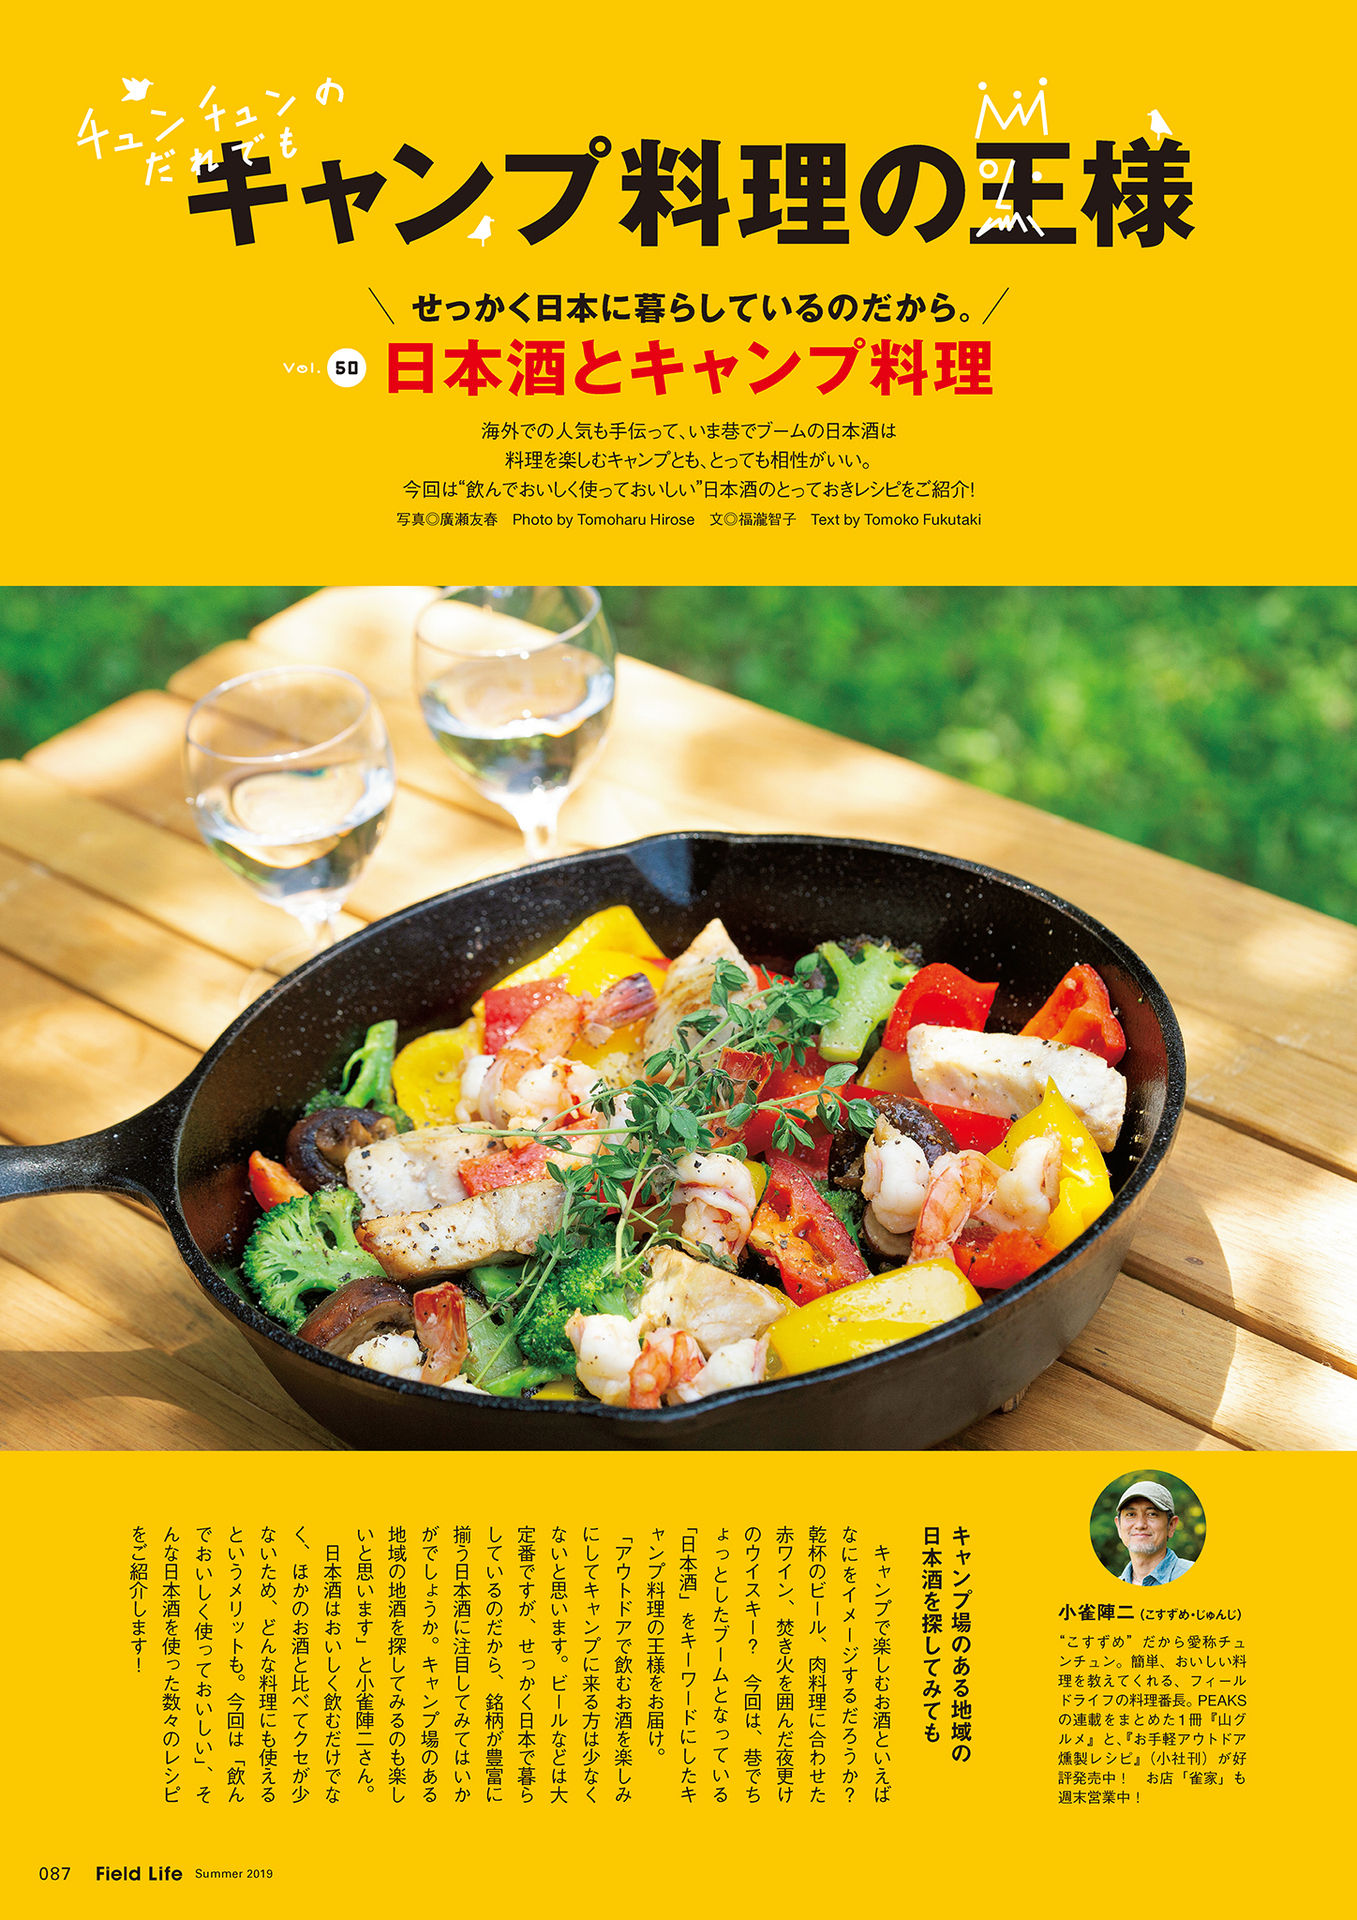 チュンチュンの
だれでも
キャンプ料理の王様
せっかく日本に暮らしているのだから。
Vol. 50 日本酒とキャンプ料理
海外での人気も手伝って、いま巷でブームの日本酒は
料理を楽しむキャンプとも、とっても相性がいい。
今回は“飲んでおいしく使っておいしい”日本酒のとっておきレシピをご紹介！
写真◎廣瀬友春 Photo by Tomoharu Hirose 文◎福瀧智子 Text by Tomoko Fukutaki
キャンプ場のある地域の
日本酒を探してみても
キャンプで楽しむお酒といえば
なにをイメージするだろうか？
乾杯のビール、肉料理に合わせた
赤ワイン、焚き火を囲んだ夜更け
のウイスキー？ 今回は、巷でち
ょっとしたブームとなっている
「日本酒」をキーワードにしたキ
ャンプ料理の王様をお届け。
「アウトドアで飲むお酒を楽しみ
にしてキャンプに来る方は少なく
ないと思います。ビールなどは大
定番ですが、せっかく日本で暮ら
しているのだから、銘柄が豊富に
揃う日本酒に注目してみてはいか
がでしょうか。キャンプ場のある
地域の地酒を探してみるのも楽し
いと思います」と小雀陣二さん。
日本酒はおいしく飲むだけでな
く、ほかのお酒と比べてクセが少
ないため、どんな料理にも使える
というメリットも。今回は「飲ん
でおいしく使っておいしい」、そ
んな日本酒を使った数々のレシピ
をご紹介します！
小雀陣二（こすずめ・じゅんじ）
“こすずめ”だから愛称チュ
ンチュン。簡単、おいしい料
理を教えてくれる、フィール
ドライフの料理番長。PEAKS
の連載をまとめた1冊『山グ
ルメ』と、『お手軽アウトドア
燻製レシピ』（小社刊）が好
評発売中！ お店「雀家」も
週末営業中！
087 Field Life Summer 2019